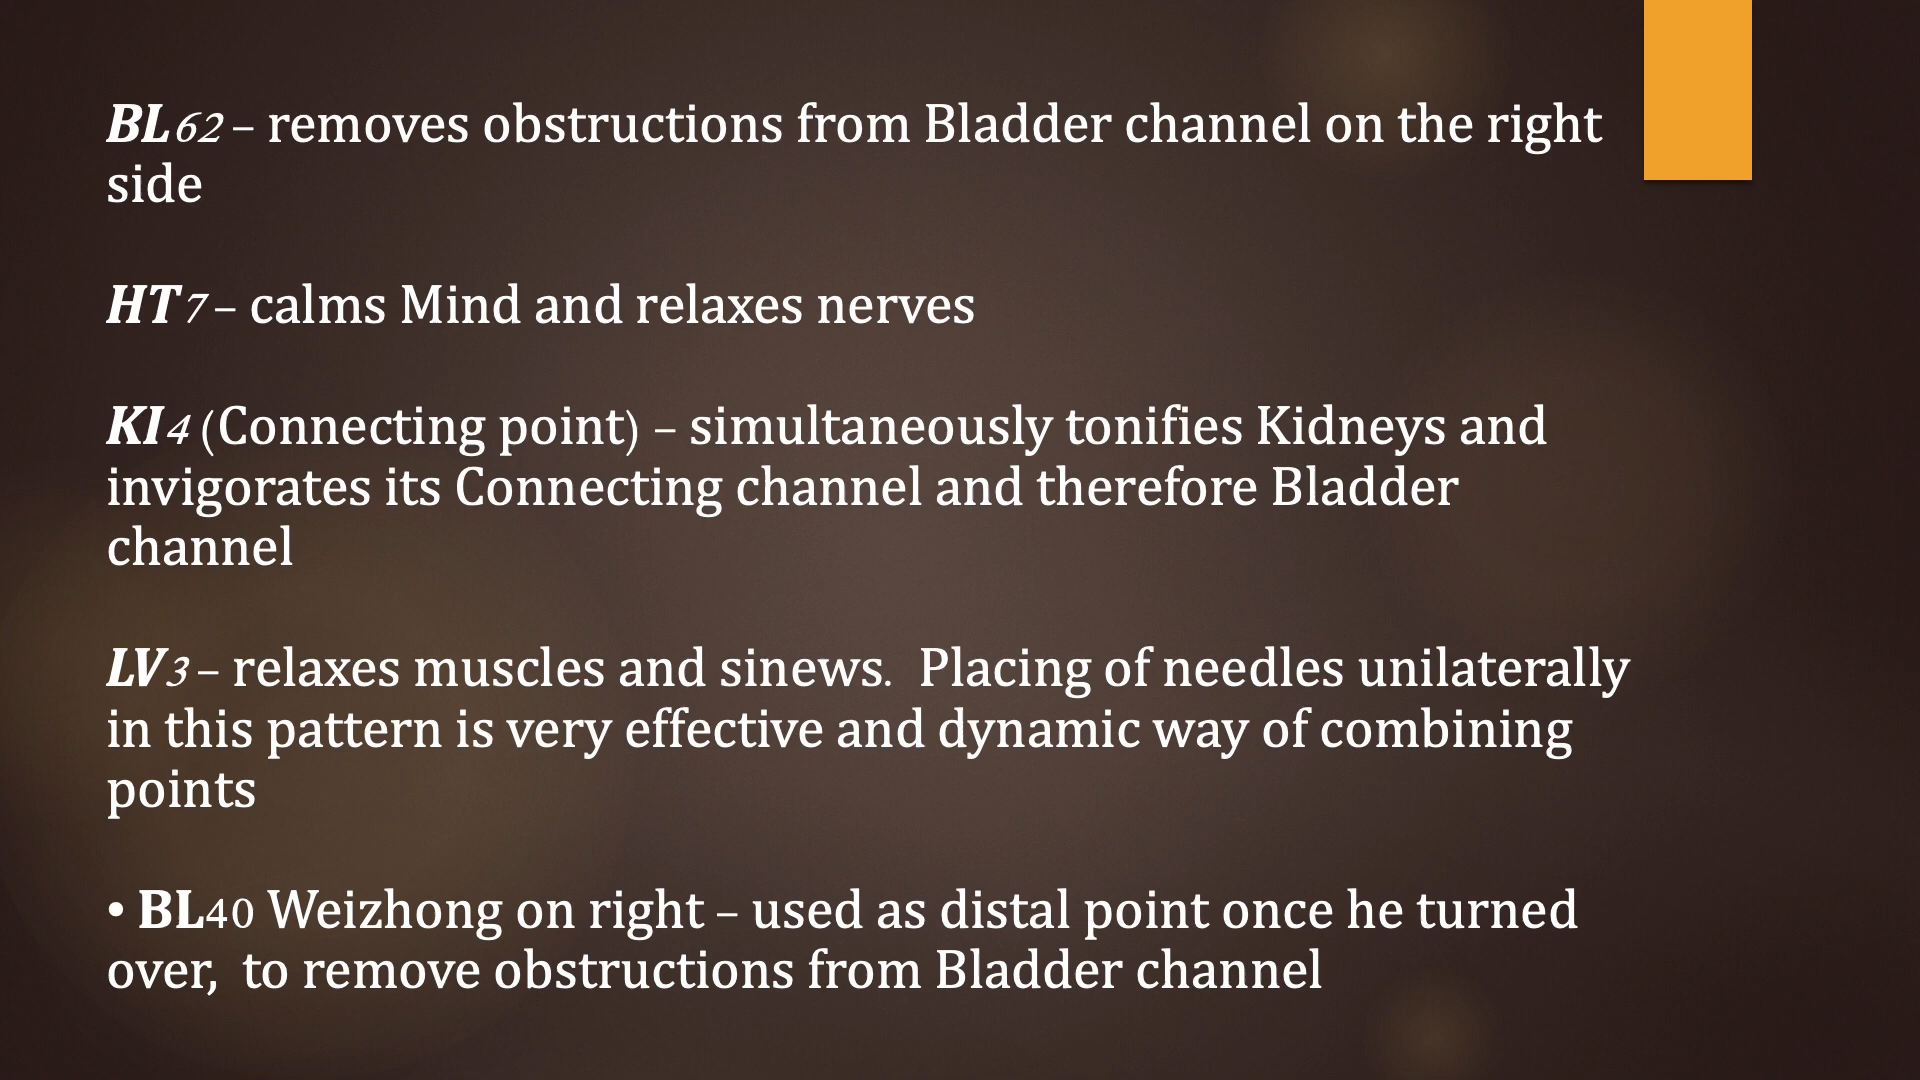 BL62 – removes obstructions from Bladder channel on the right
side
HT7 – calms Mind and relaxes nerves
KI4 (Connecting point) – simultaneously tonifies Kidneys and
invigorates its Connecting channel and therefore Bladder
channel
LV3 – relaxes muscles and sinews.  Placing of needles unilaterally
in this pattern is very effective and dynamic way of combining
points
• BL40 Weizhong on right – used as distal point once he turned
over,  to remove obstructions from Bladder channel